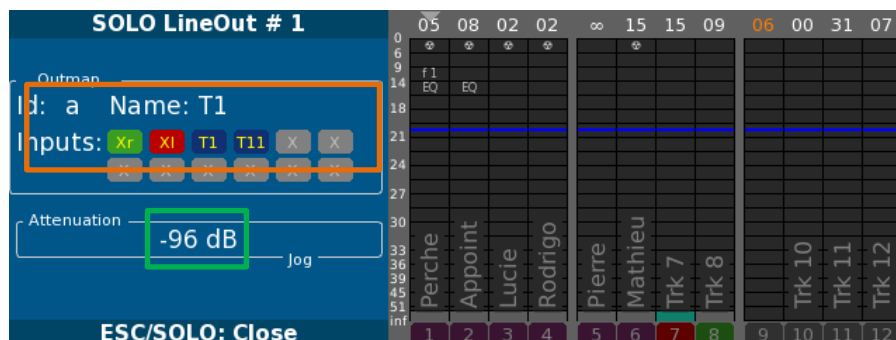 SOLO LineOut # 1
Outmap
Id: a Name: T1
Inputs: Xr Xl T1 T11 X X
X X X X X X
Attenuation
-96 dB
Jog
ESC/SOLO: Close
05 08 02 02 ∞ 15 15 09 06 00 31 07
0
6
9
14
18
21
24
27
30
33
36
39
45
51
inf
f 1
EQ EQ
Perche Appoint Lucie Rodrigo Pierre Mathieu Trk 7 Trk 8 Trk 10 Trk 11 Trk 12
1 2 3 4 5 6 7 8 9 10 11 12